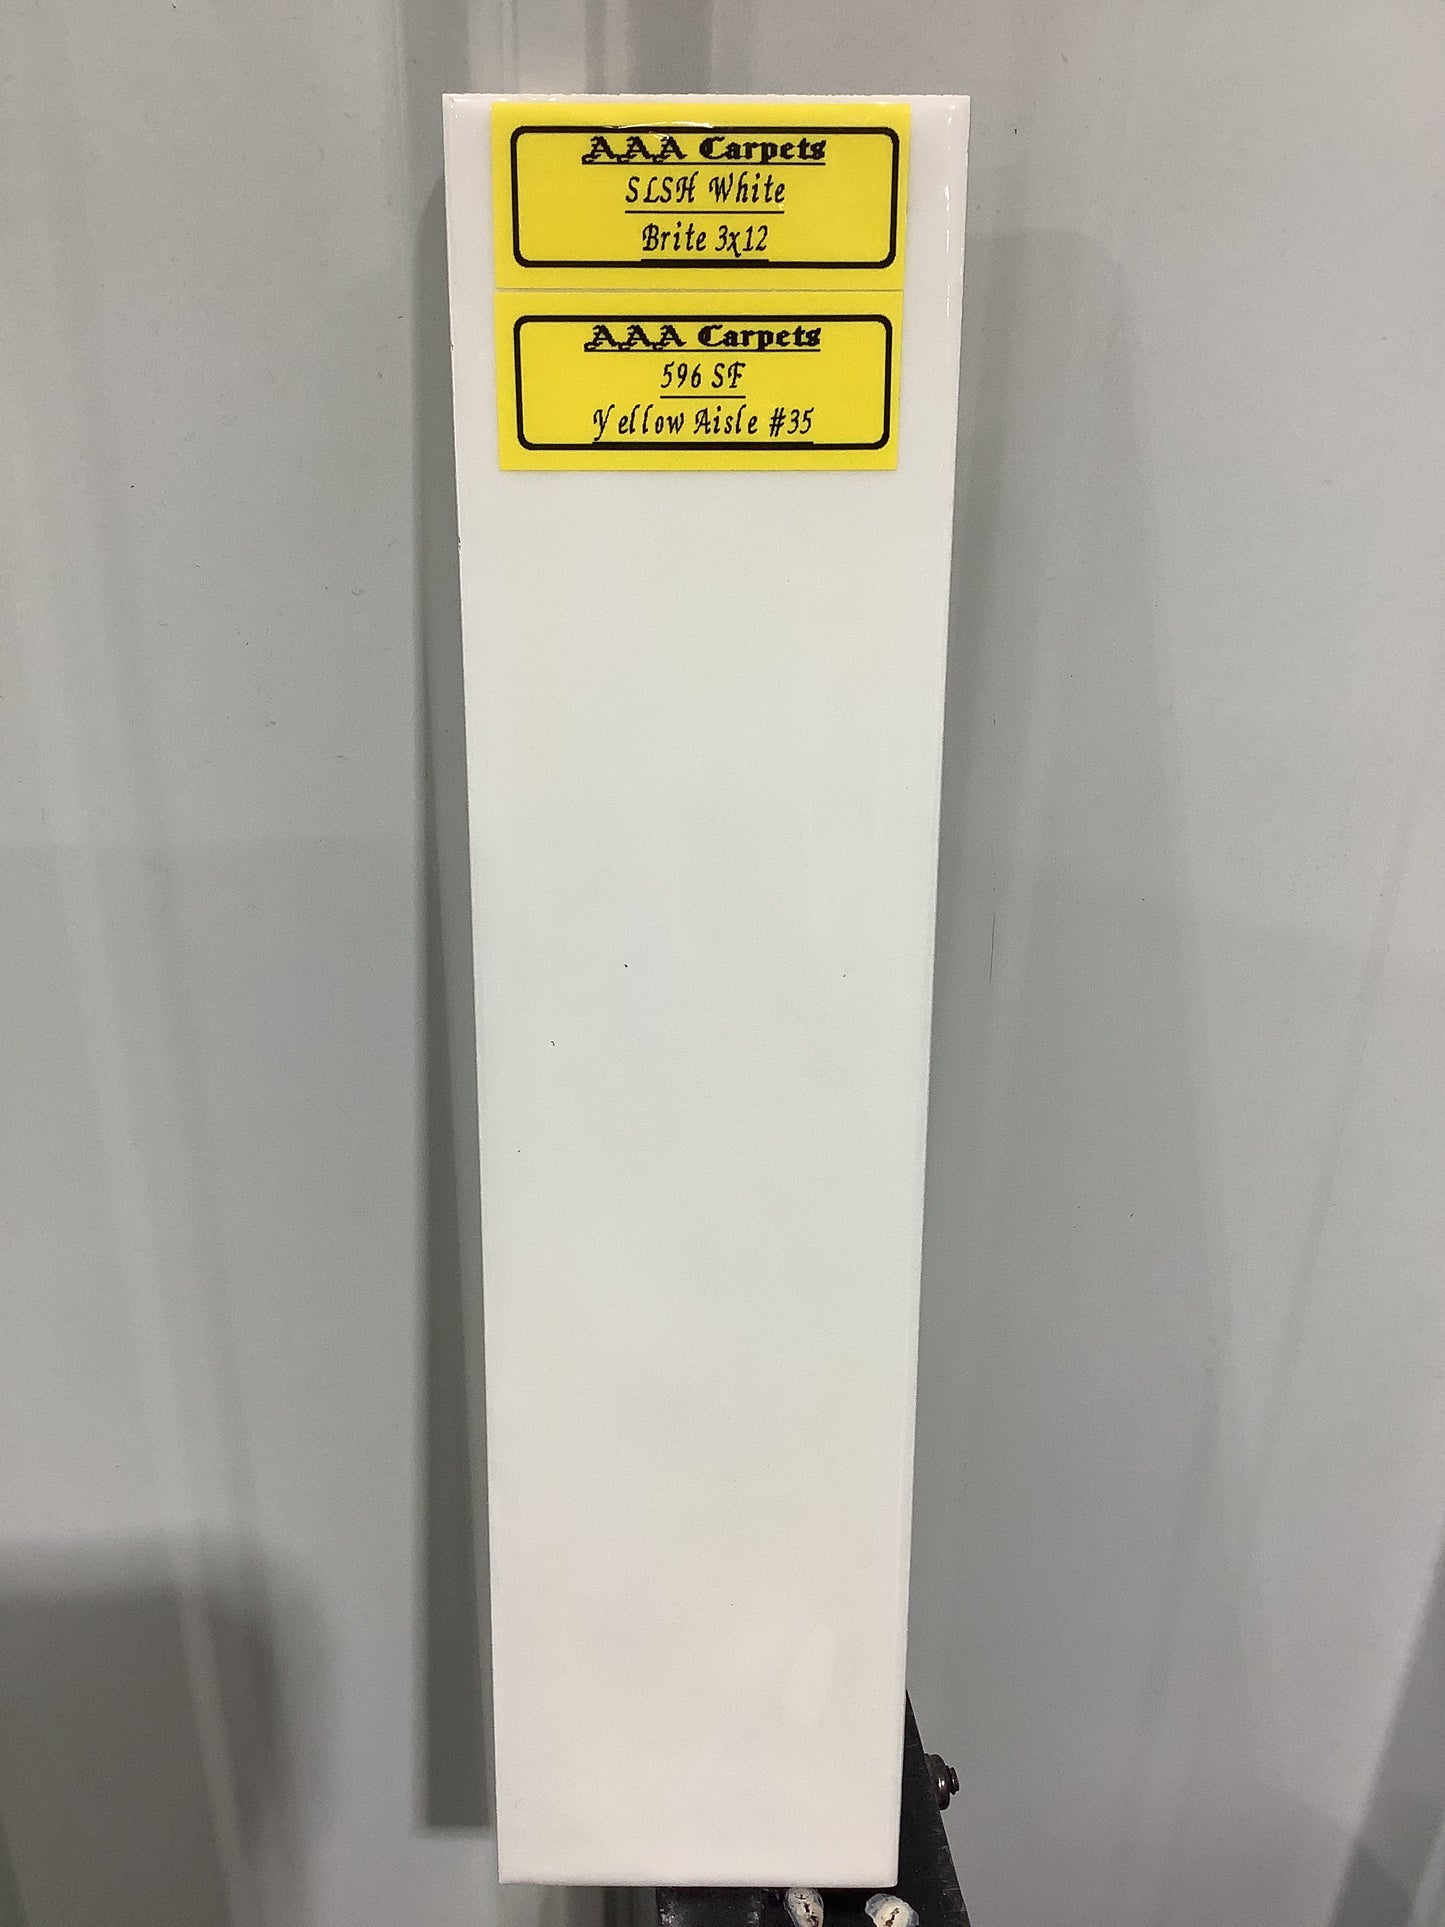 AAA Carpets
SLSH White
Brite 3x12
AAA Carpets
596 SF
Yellow Aisle #35